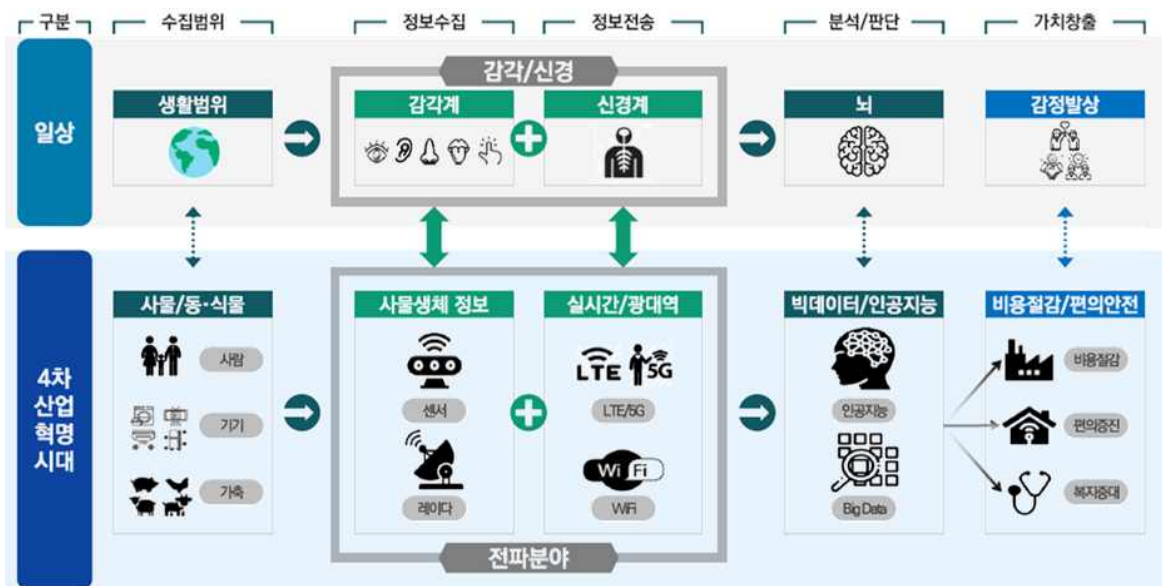 구분
수집범위
정보수집
정보전송
분석/판단
가치창출
일상
감각/신경
생활범위
감각계
신경계
뇌
감정발상
4차
산업
혁명
시대
사물/동·식물
사물생체 정보
실시간/광대역
빅데이터/인공지능
비용절감/편의안전
사람
기기
가축
센서
레이다
LTE
5G
LTE/5G
WiFi
WiFi
인공지능
Big Data
비용절감
편의증진
복지증대
전파분야